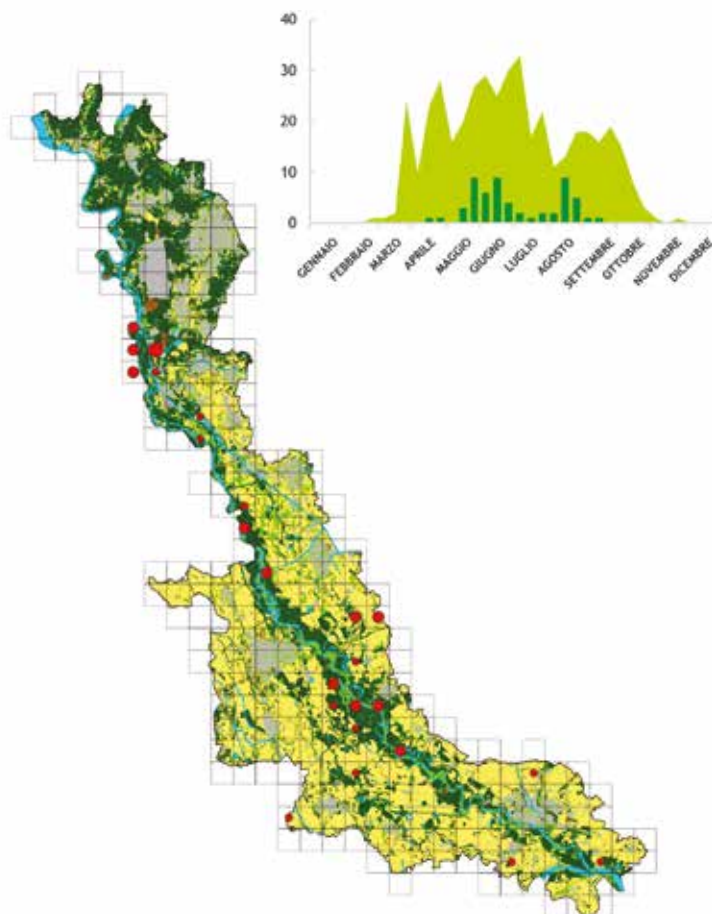 40
30
20
10
0
GENNAIO
FEBBRAIO
MARZO
APRILE
MAGGIO
GIUGNO
LUGLIO
AGOSTO
SETTEMBRE
OTTOBRE
NOVEMBRE
DICEMBRE